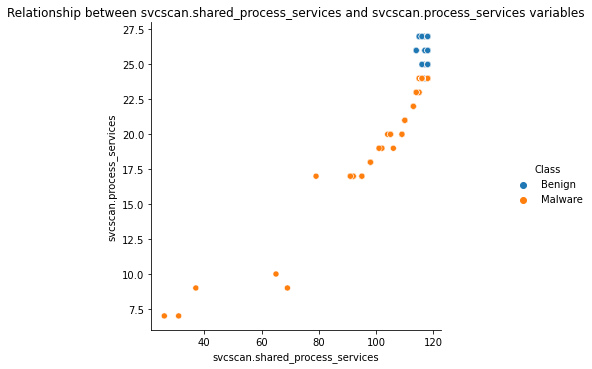 Relationship between svcscan.shared_process_services and svcscan.process_services variables
27.5
25.0
22.5
20.0
17.5
15.0
12.5
10.0
7.5
svcscan.process_services
40
60
80
100
120
svcscan.shared_process_services
Class
Benign
Malware